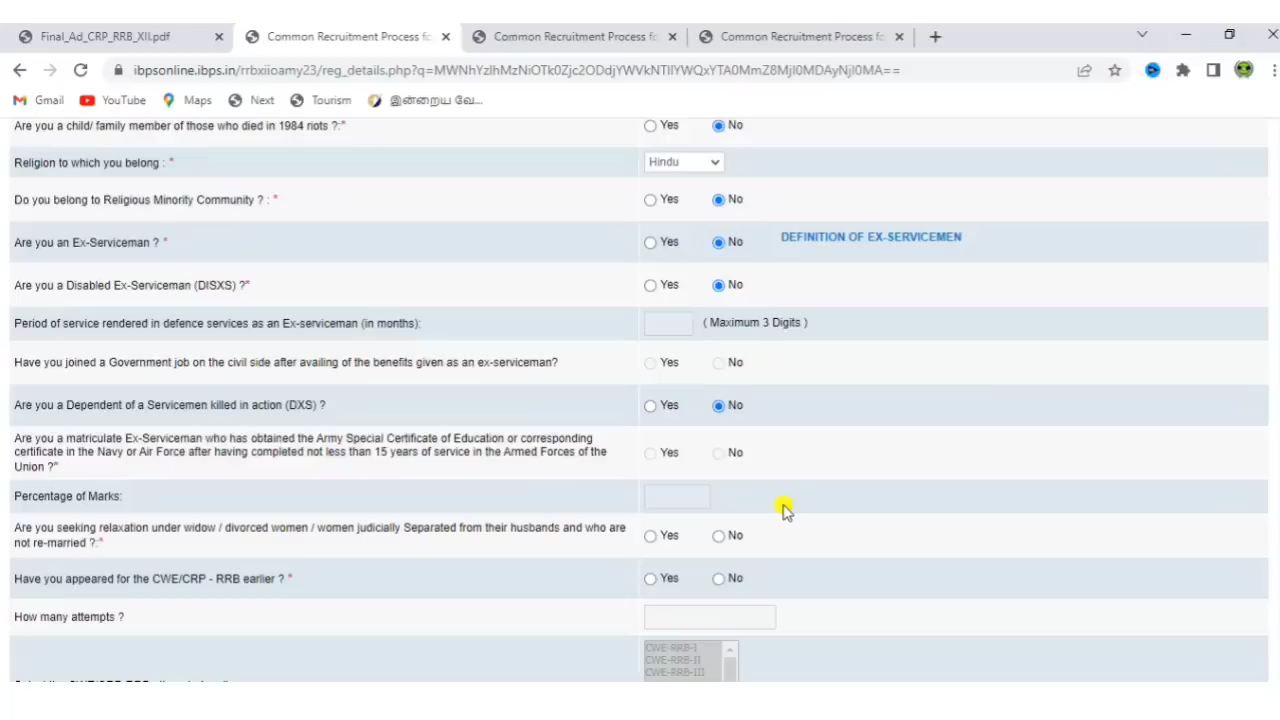 Final_Ad_CRP_RRB_XII.pdf
Common Recruitment Process fo
Common Recruitment Process fo
Common Recruitment Process for
ibpsonline.ibps.in/rrbxiioamy23/reg_details.php?q=MWNhYzlhMzNiOTk0Zjc2ODdjYWVkNTllYWQxYTA0MmZ8MjI0MDAyNjI0MA==
Gmail YouTube Maps Next Tourism இன்றைய வே...
Are you a child/ family member of those who died in 1984 riots ?:* Yes No
Religion to which you belong : * Hindu
Do you belong to Religious Minority Community ? : * Yes No
Are you an Ex-Serviceman ? * Yes No DEFINITION OF EX-SERVICEMEN
Are you a Disabled Ex-Serviceman (DISXS) ?* Yes No
Period of service rendered in defence services as an Ex-serviceman (in months): ( Maximum 3 Digits )
Have you joined a Government job on the civil side after availing of the benefits given as an ex-serviceman? Yes No
Are you a Dependent of a Servicemen killed in action (DXS) ? Yes No
Are you a matriculate Ex-Serviceman who has obtained the Army Special Certificate of Education or corresponding
certificate in the Navy or Air Force after having completed not less than 15 years of service in the Armed Forces of the
Union ?* Yes No
Percentage of Marks:
Are you seeking relaxation under widow / divorced women / women judicially Separated from their husbands and who are
not re-married ?:* Yes No
Have you appeared for the CWE/CRP - RRB earlier ? * Yes No
How many attempts ?
CWE-RRB-I
CWE-RRB-II
CWE-RRB-III